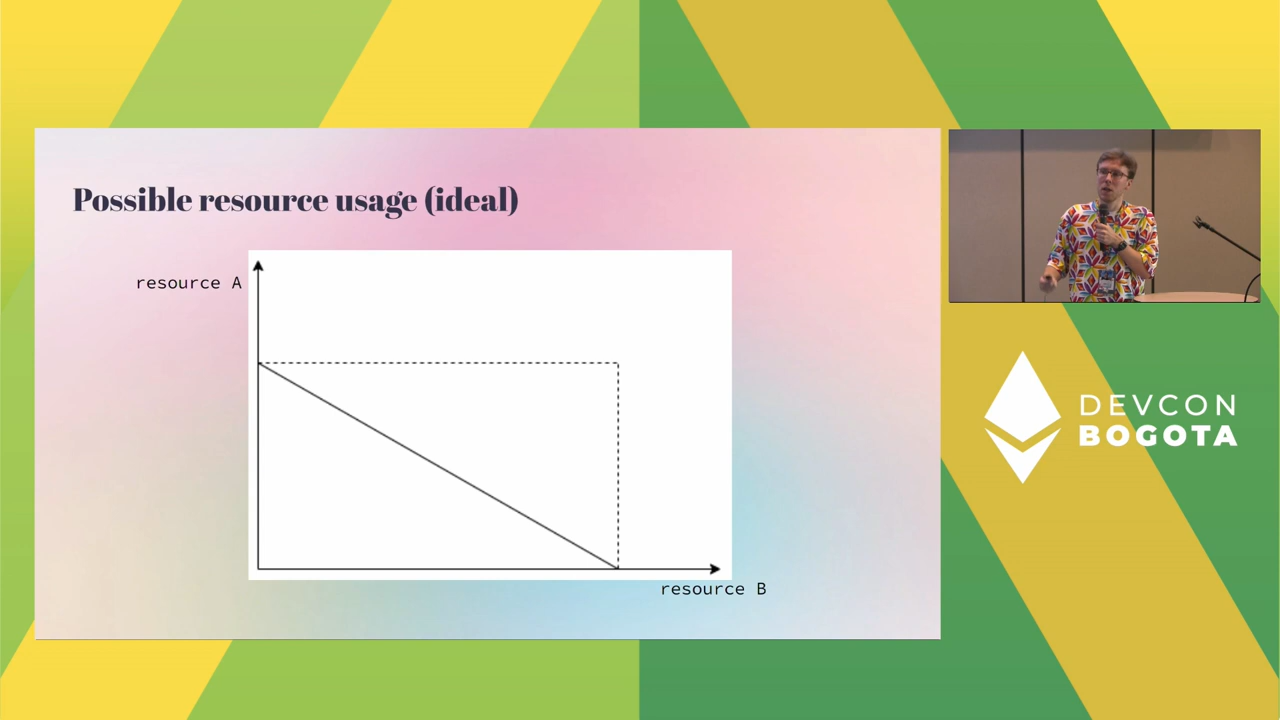 Possible resource usage (ideal)
resource A
resource B
DEVCON
BOGOTA